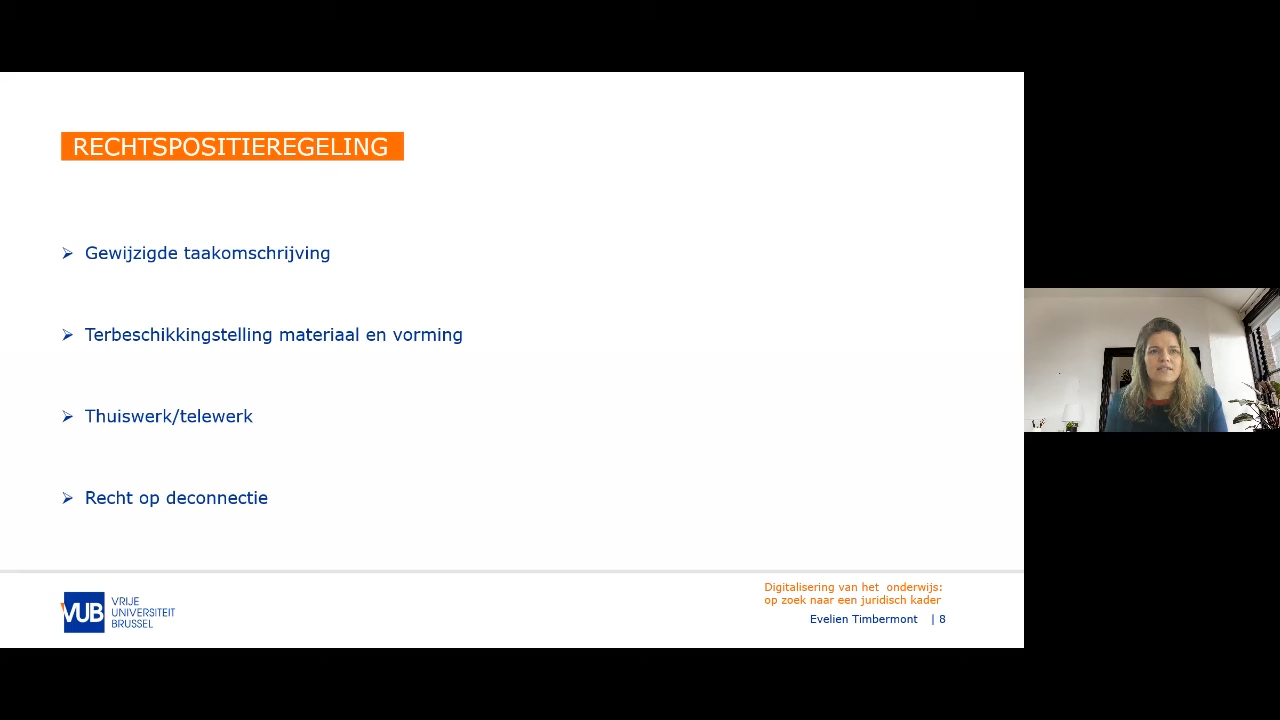 RECHTSPOSITIEREGELING
Gewijzigde taakomschrijving
Terbeschikkingstelling materiaal en vorming
Thuiswerk/telewerk
Recht op deconnectie
VUB
VRIJE
UNIVERSITEIT
BRUSSEL
Digitalisering van het onderwijs:
op zoek naar een juridisch kader
Evelien Timbermont | 8